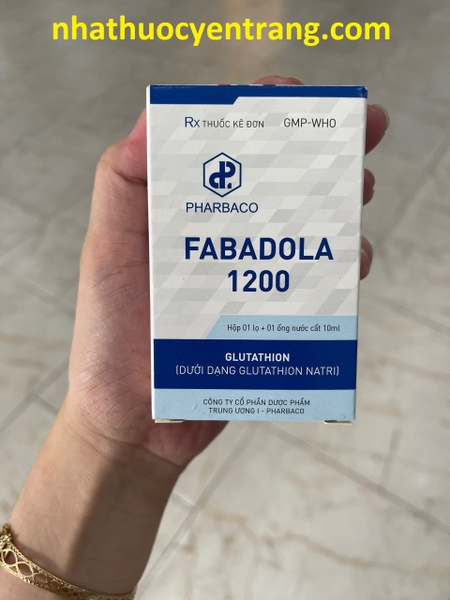 nhathuocyentrang.com
Rx THUỐC KÊ ĐƠN GMP-WHO
PHARBACO
FABADOLA
1200
Hộp 01 lọ + 01 ống nước cất 10ml
GLUTATHION
(DƯỚI DẠNG GLUTATHION NATRI)
CÔNG TY CỔ PHẦN DƯỢC PHẨM
TRUNG ƯƠNG I - PHARBACO